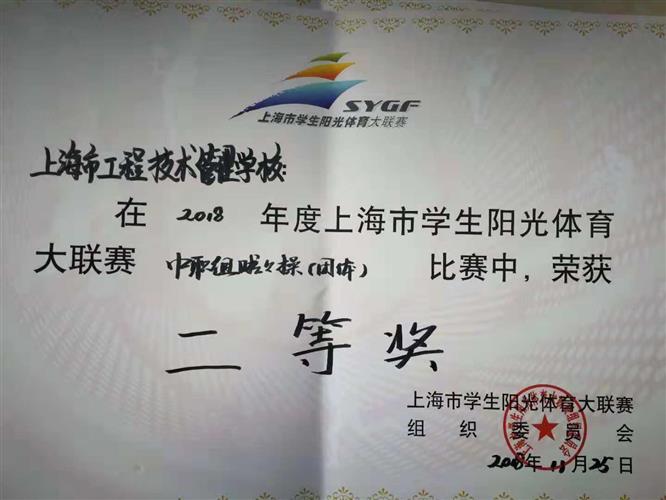 SYGF
上海市学生阳光体育大联赛
上海市工程技术管理学校:
在 2018 年度上海市学生阳光体育
大联赛 中职组啦啦操(团体) 比赛中,荣获
二等奖
上海市学生阳光体育大联赛
组织委员会
2018年11月25日